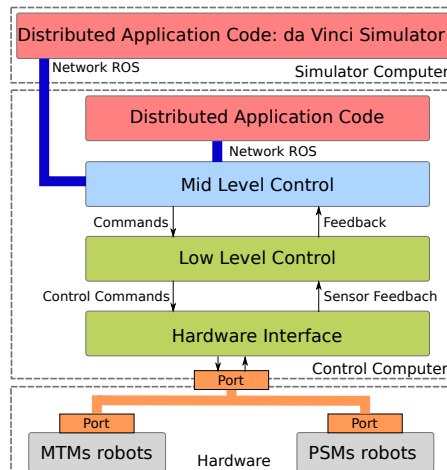 Distributed Application Code: da Vinci Simulator
Network ROS
Simulator Computer
Distributed Application Code
Network ROS
Mid Level Control
Commands
Feedback
Low Level Control
Control Commands
Sensor Feedbach
Hardware Interface
Control Computer
Port
Port
Port
MTMs robots
Hardware
PSMs robots